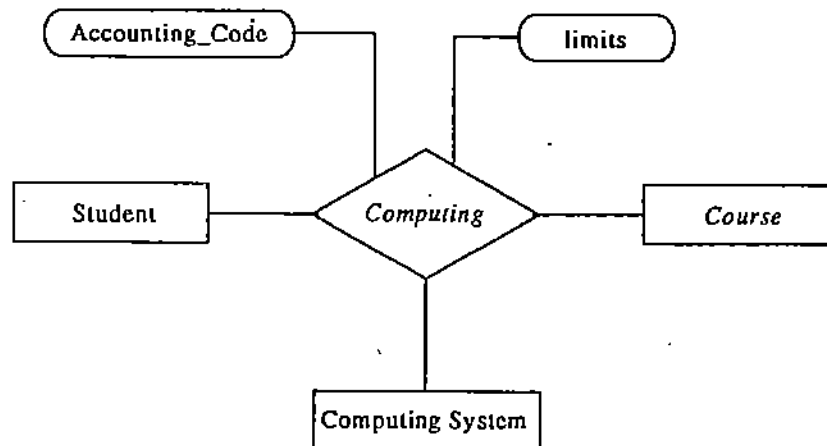 Accounting_Code
limits
Student
Computing
Course
Computing System